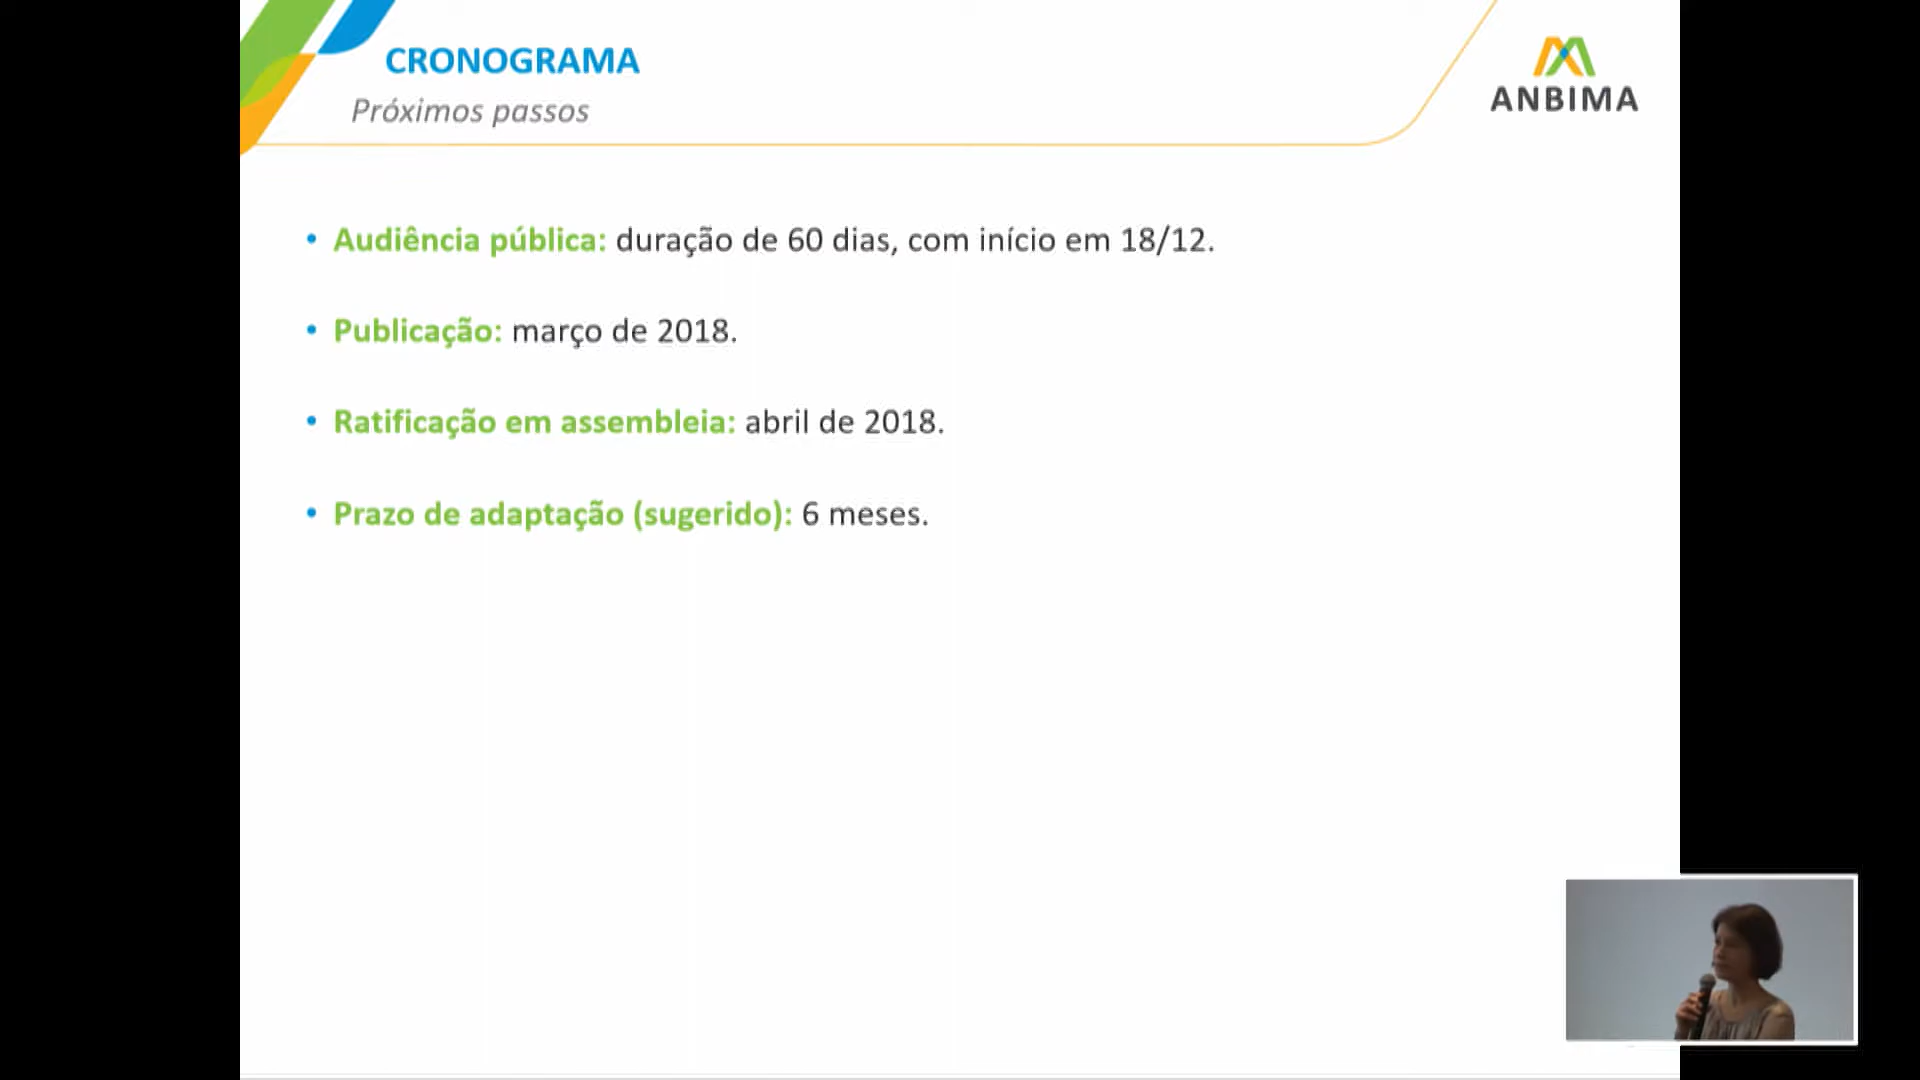 CRONOGRAMA
Próximos passos
ANBIMA
• Audiência pública: duração de 60 dias, com início em 18/12.
• Publicação: março de 2018.
• Ratificação em assembleia: abril de 2018.
• Prazo de adaptação (sugerido): 6 meses.